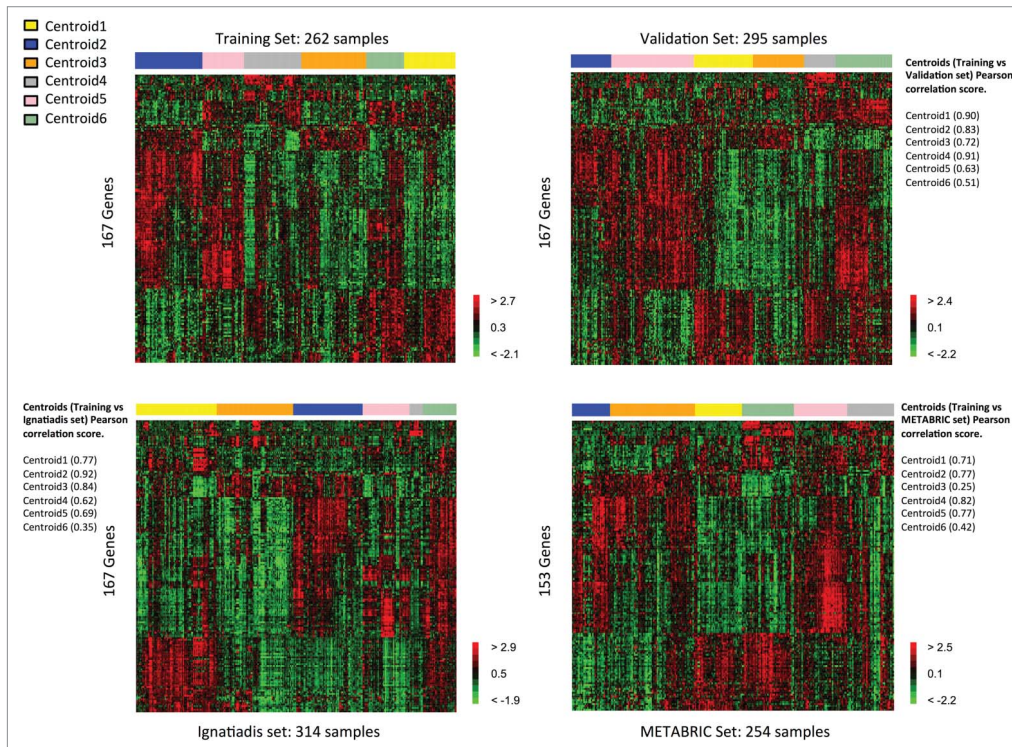 Centroid1
Centroid2
Centroid3
Centroid4
Centroid5
Centroid6
Training Set: 262 samples
167 Genes
> 2.7
0.3
< -2.1
Validation Set: 295 samples
167 Genes
> 2.4
0.1
< -2.2
Centroids (Training vs
Validation set) Pearson
correlation score.
Centroid1 (0.90)
Centroid2 (0.83)
Centroid3 (0.72)
Centroid4 (0.91)
Centroid5 (0.63)
Centroid6 (0.51)
Centroids (Training vs
Ignatiadis set) Pearson
correlation score.
Centroid1 (0.77)
Centroid2 (0.92)
Centroid3 (0.84)
Centroid4 (0.62)
Centroid5 (0.69)
Centroid6 (0.35)
167 Genes
> 2.9
0.5
< -1.9
Ignatiadis set: 314 samples
153 Genes
> 2.5
0.1
< -2.2
METABRIC Set: 254 samples
Centroids (Training vs
METABRIC set) Pearson
correlation score.
Centroid1 (0.71)
Centroid2 (0.77)
Centroid3 (0.25)
Centroid4 (0.82)
Centroid5 (0.77)
Centroid6 (0.42)